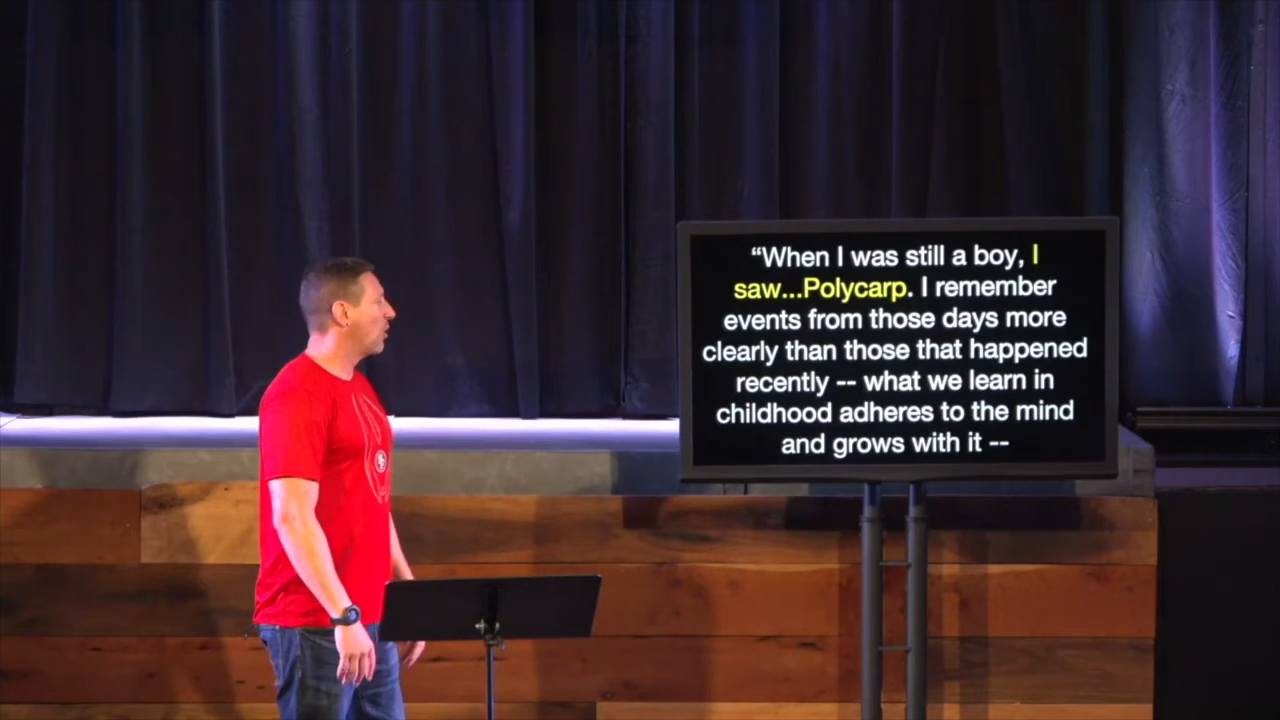 “When I was still a boy, I
saw...Polycarp. I remember
events from those days more
clearly than those that happened
recently -- what we learn in
childhood adheres to the mind
and grows with it --